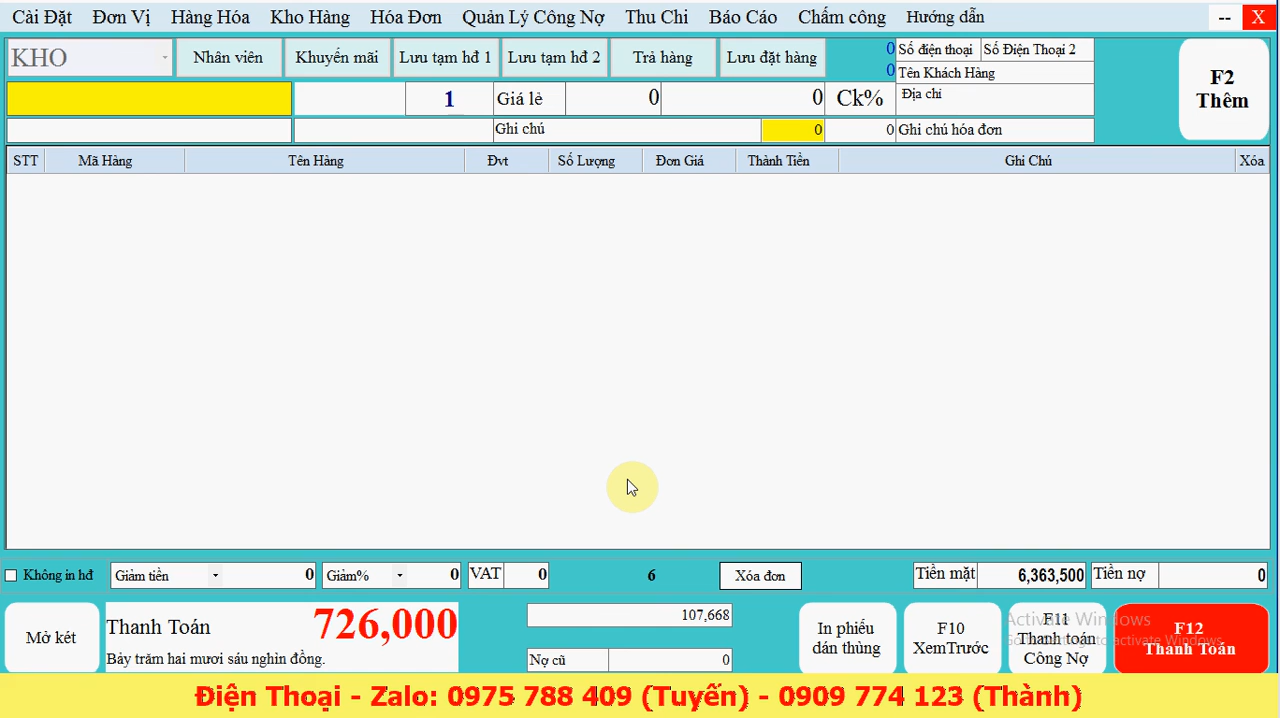 Cài Đặt Đơn Vị Hàng Hóa Kho Hàng Hóa Đơn Quản Lý Công Nợ Thu Chi Báo Cáo Chấm công Hướng dẫn -- X
KHO Nhân viên Khuyến mãi Lưu tạm hđ 1 Lưu tạm hđ 2 Trả hàng Lưu đặt hàng 0 Số điện thoại Số Điện Thoại 2
0 Tên Khách Hàng
F2
Thêm
1 Giá lẻ 0 0 Ck% Địa chỉ
Ghi chú 0 0 Ghi chú hóa đơn
STT Mã Hàng Tên Hàng Đvt Số Lượng Đơn Giá Thành Tiền Ghi Chú Xóa
Không in hđ Giảm tiền 0 Giảm% 0 VAT 0 6 Xóa đơn Tiền mặt 6,363,500 Tiền nợ 0
Mở két
Thanh Toán 726,000
Bảy trăm hai mươi sáu nghìn đồng.
107,668
Nợ cũ 0
In phiếu
dán thùng
F10
XemTrước
F11
Thanh toán
Công Nợ
F12
Thanh Toán
Activate Windows
Go to Settings to activate Windows.
Điện Thoại - Zalo: 0975 788 409 (Tuyến) - 0909 774 123 (Thành)